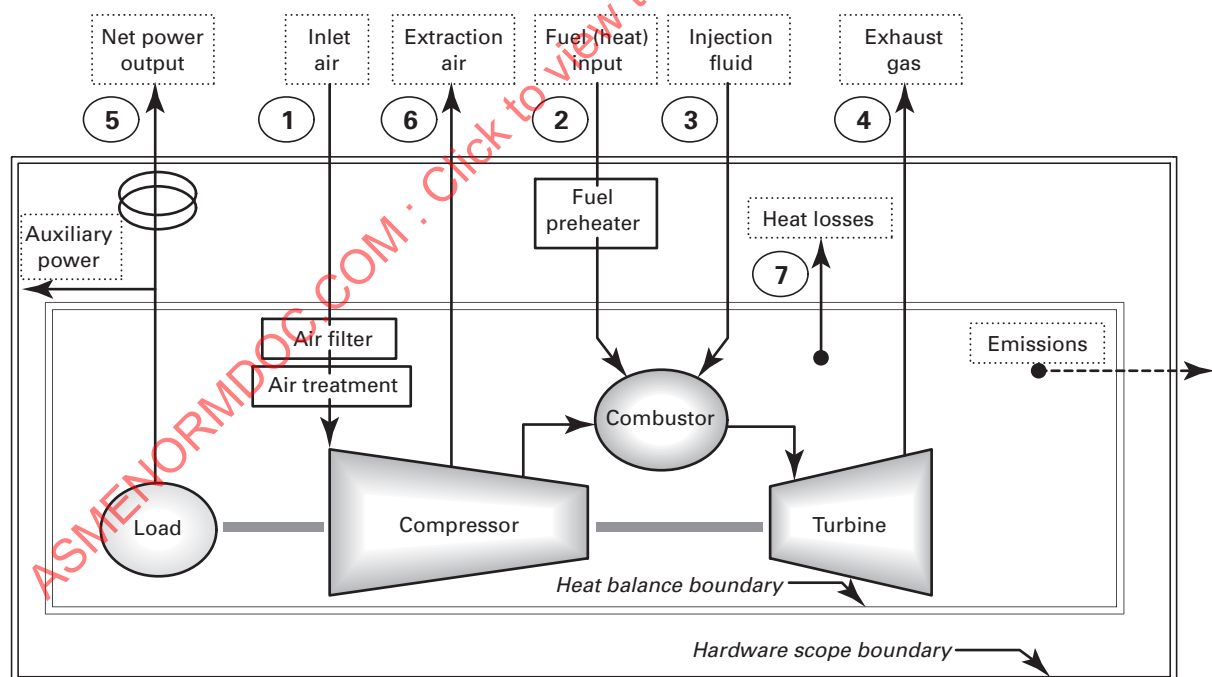 Net power
output
Inlet
air
Extraction
air
Fuel (heat)
input
Injection
fluid
Exhaust
gas
5
1
6
2
3
4
Auxiliary
power
Fuel
preheater
Heat losses
7
Air filter
Air treatment
Emissions
Combustor
Load
Compressor
Turbine
Heat balance boundary
Hardware scope boundary
ASMENORMDOC.COM : Click to view t